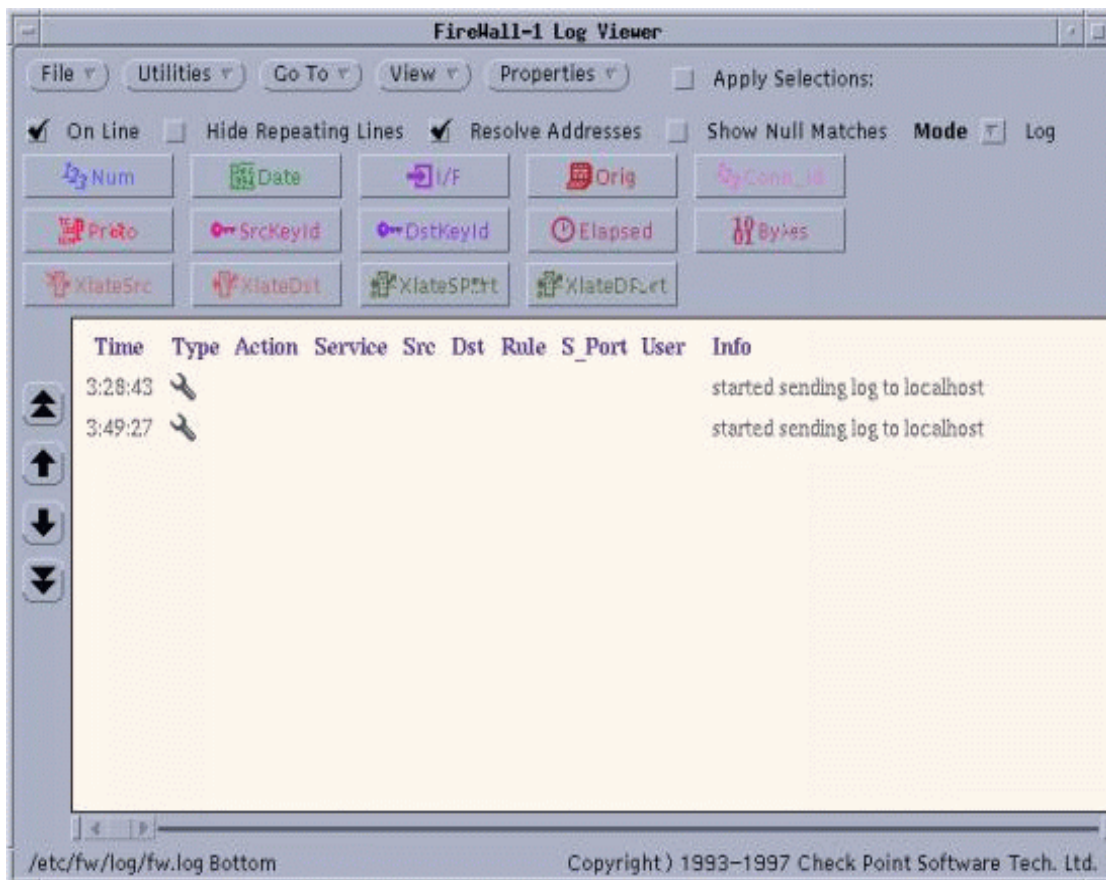 FireWall-1 Log Viewer
File Utilities Go To View Properties Apply Selections:
On Line Hide Repeating Lines Resolve Addresses Show Null Matches Mode Log
Num Date I/F Orig Conn_Id
Proto SrcKeyId DstKeyId Elapsed Bytes
XlateSrc XlateDst XlateSPort XlateDPort
Time Type Action Service Src Dst Rule S_Port User Info
3:28:43 started sending log to localhost
3:49:27 started sending log to localhost
/etc/fw/log/fw.log Bottom Copyright ) 1993-1997 Check Point Software Tech. Ltd.